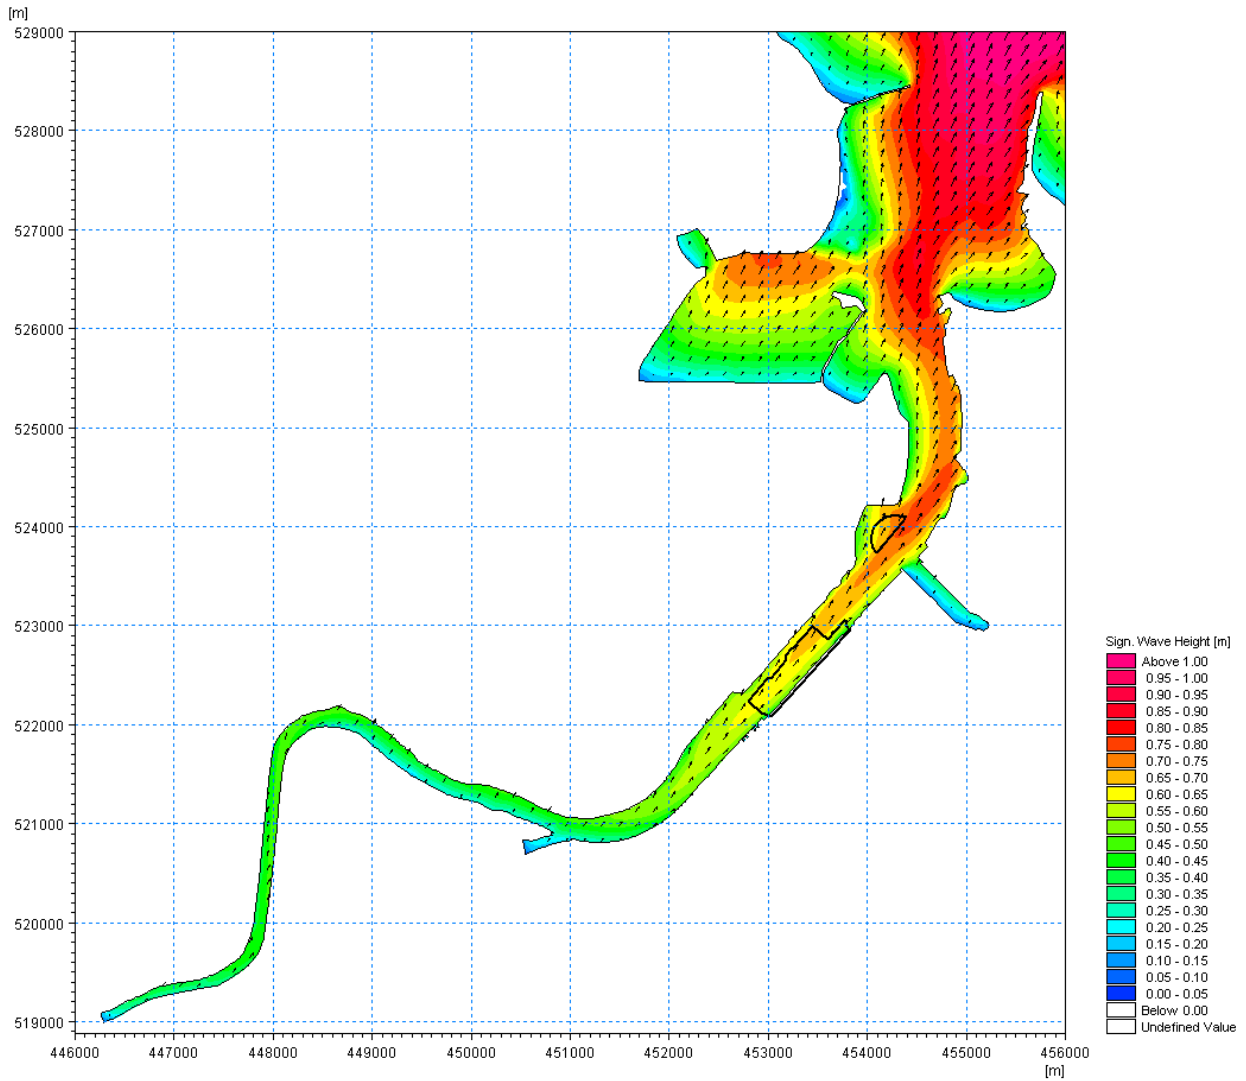 [m]
529000
528000
527000
526000
525000
524000
523000
522000
521000
520000
519000
446000 447000 448000 449000 450000 451000 452000 453000 454000 455000 456000
[m]
Sign. Wave Height [m]
Above 1.00
0.95 - 1.00
0.90 - 0.95
0.85 - 0.90
0.80 - 0.85
0.75 - 0.80
0.70 - 0.75
0.65 - 0.70
0.60 - 0.65
0.55 - 0.60
0.50 - 0.55
0.45 - 0.50
0.40 - 0.45
0.35 - 0.40
0.30 - 0.35
0.25 - 0.30
0.20 - 0.25
0.15 - 0.20
0.10 - 0.15
0.05 - 0.10
0.00 - 0.05
Below 0.00
Undefined Value